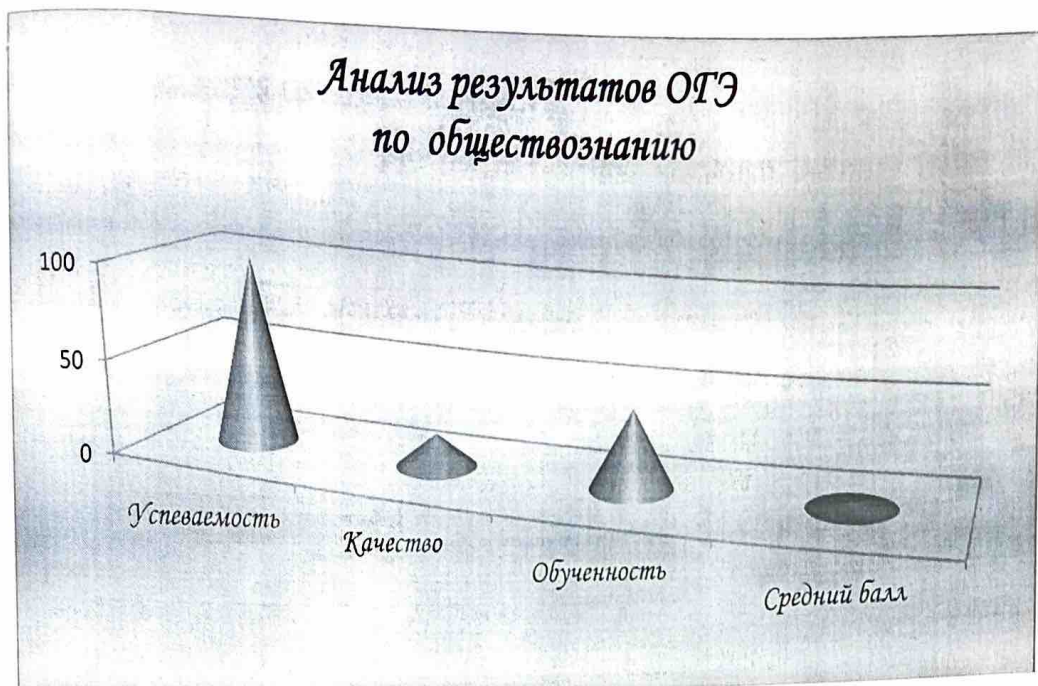 Анализ результатов ОГЭ
по обществознанию
100
50
0
Успеваемость
Качество
Обученность
Средний балл